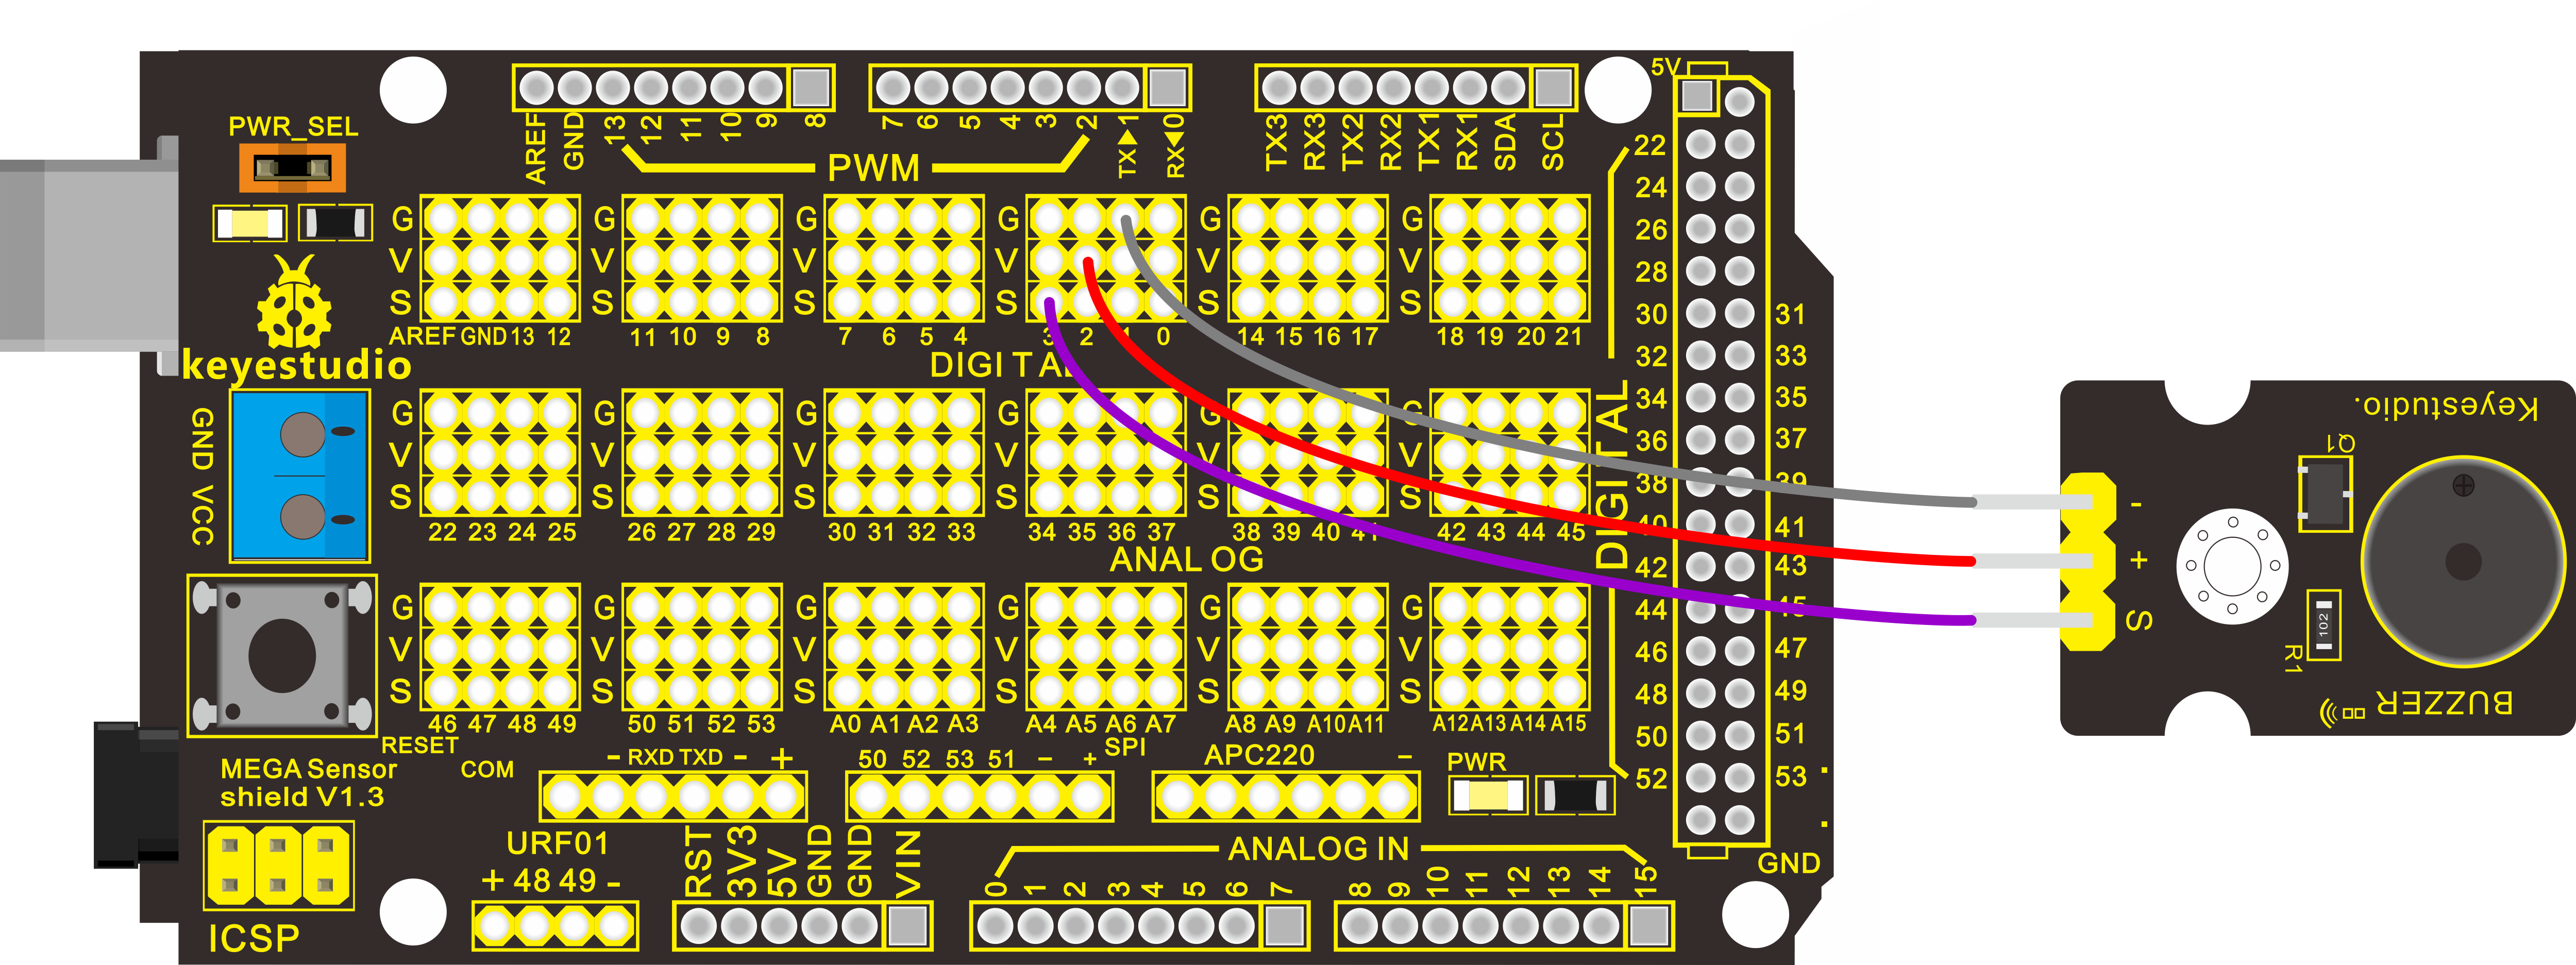 5V
AREF GND 13 12 11 10 9 8
7 6 5 4 3 2 TX▶1 RX◀0
TX3 RX3 TX2 RX2 TX1 RX1 SDA SCL
PWR_SEL
PWM
22
24
26
28
30 31
32 33
34 35
36 37
38 39
40 41
42 43
44 45
46 47
48 49
50 51
52 53
GND
G G G G G G
V V V V V V
S S S S S S
AREF GND 13 12 11 10 9 8 7 6 5 4 3 2 1 0 14 15 16 17 18 19 20 21
keyestudio
DIGITAL
DIGITAL
G G G G G G
V V V V V V
S S S S S S
22 23 24 25 26 27 28 29 30 31 32 33 34 35 36 37 38 39 40 41 42 43 44 45
GND VCC
ANALOG
G G G G G G
V V V V V V
S S S S S S
46 47 48 49 50 51 52 53 A0 A1 A2 A3 A4 A5 A6 A7 A8 A9 A10 A11 A12 A13 A14 A15
RESET
MEGA Sensor
shield V1.3
COM
- RXD TXD - +
50 52 53 51 - +
SPI
APC220 -
PWR
URF01
+ 48 49 -
RST 3V3 5V GND GND VIN
ANALOG IN
0 1 2 3 4 5 6 7
8 9 10 11 12 13 14 15
ICSP
Keyestudio.
Q1
-
+
S
102
R1
BUZZER